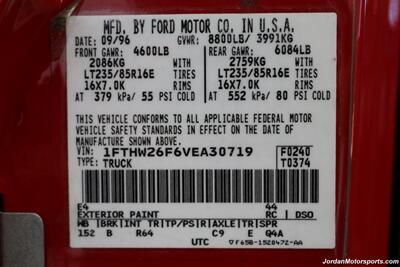 MFD. BY FORD MOTOR CO. IN U.S.A.
DATE: 09/96 GVWR: 8800LB/ 3991KG
FRONT GAWR: 4600LB REAR GAWR: 6084LB
2086KG WITH 2759KG WITH
LT235/85R16E TIRES LT235/85R16E TIRES
16X7.0K RIMS 16X7.0K RIMS
AT 379 kPa/ 55 PSI COLD AT 552 kPa/ 80 PSI COLD
THIS VEHICLE CONFORMS TO ALL APPLICABLE FEDERAL MOTOR
VEHICLE SAFETY STANDARDS IN EFFECT ON THE DATE OF
MANUFACTURE SHOWN ABOVE.
VIN: 1FTHW26F6VEA30719 F0240
TYPE: TRUCK T0374
E4 44
EXTERIOR PAINT RC DSO
WB BRK INT TR TP/PS R AXLE TR SPR
152 B R64 C9 E Q4A
UTC ▽F65B-152047Z-AA
JordanMotorsports.com